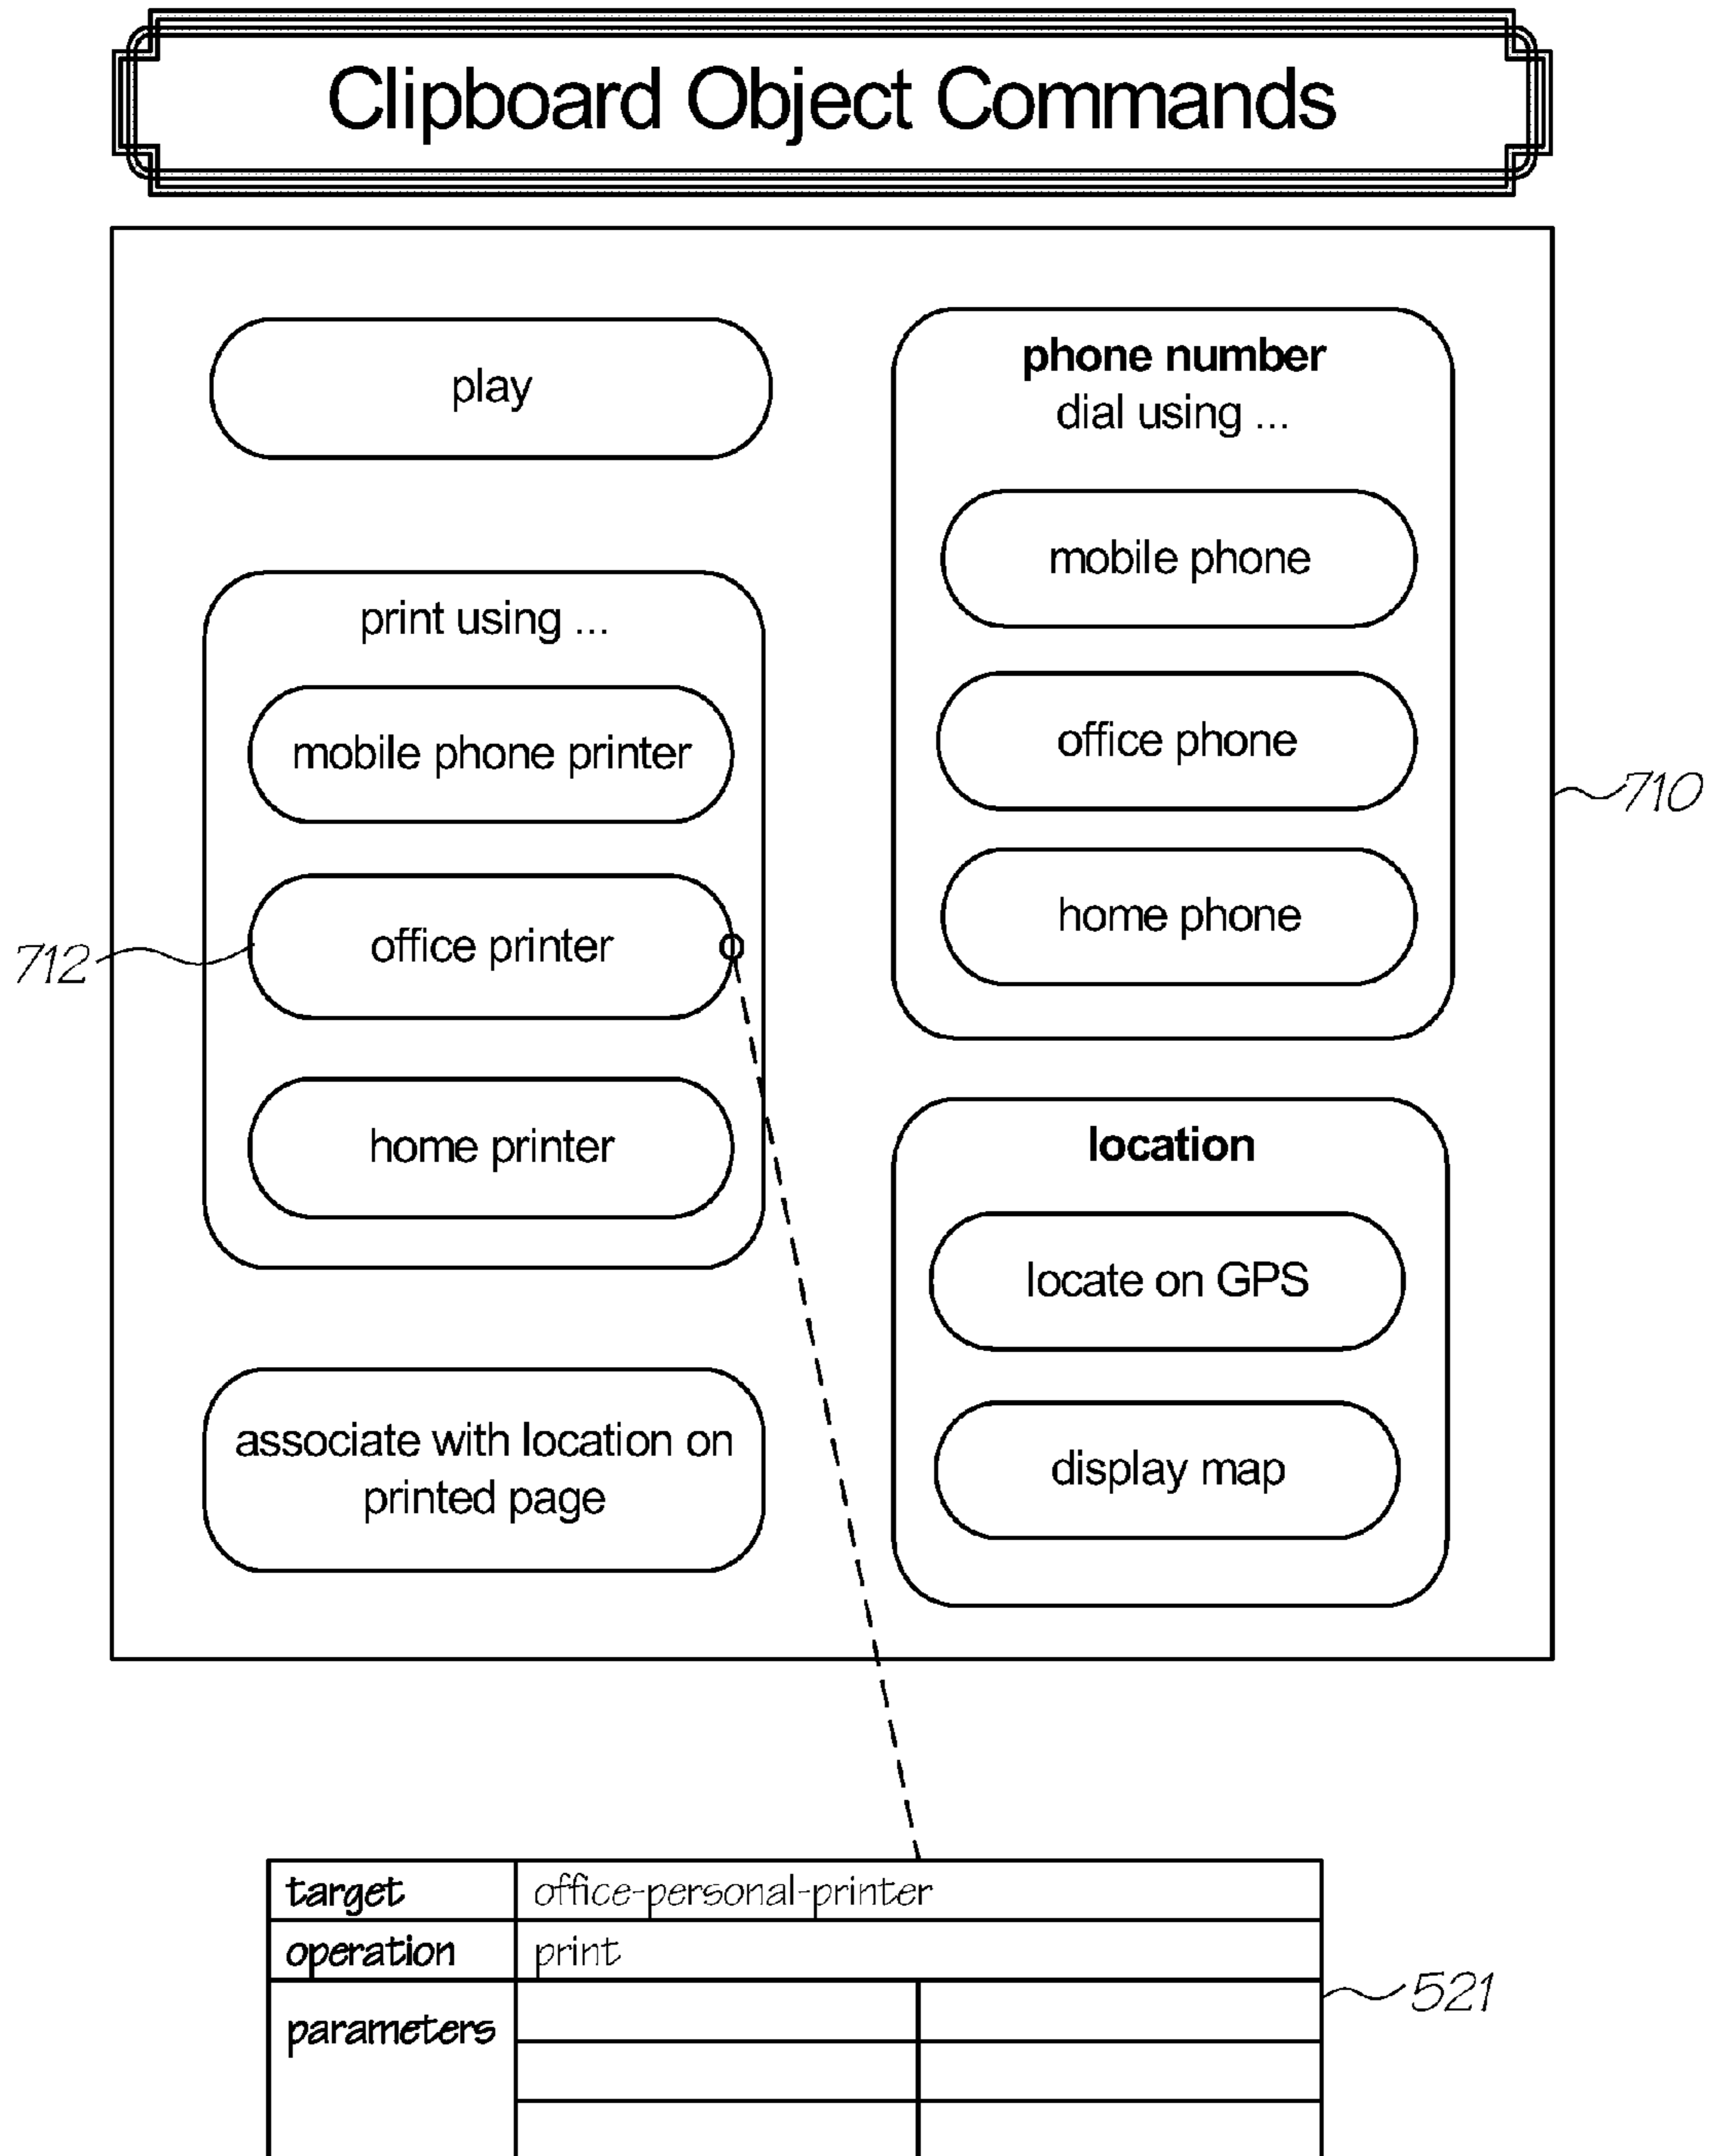 Clipboard Object Commands
play
print using ...
mobile phone printer
office printer
home printer
associate with location on
printed page
phone number
dial using ...
mobile phone
office phone
home phone
location
locate on GPS
display map
710
712
target office-personal-printer
operation print
parameters
521